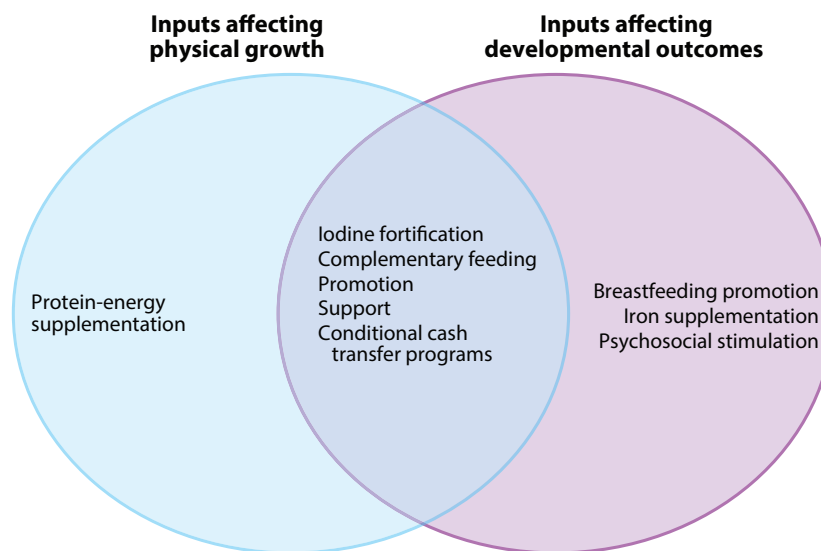 Inputs affecting
physical growth
Inputs affecting
developmental outcomes
Protein-energy
supplementation
Iodine fortification
Complementary feeding
Promotion
Support
Conditional cash
transfer programs
Breastfeeding promotion
Iron supplementation
Psychosocial stimulation